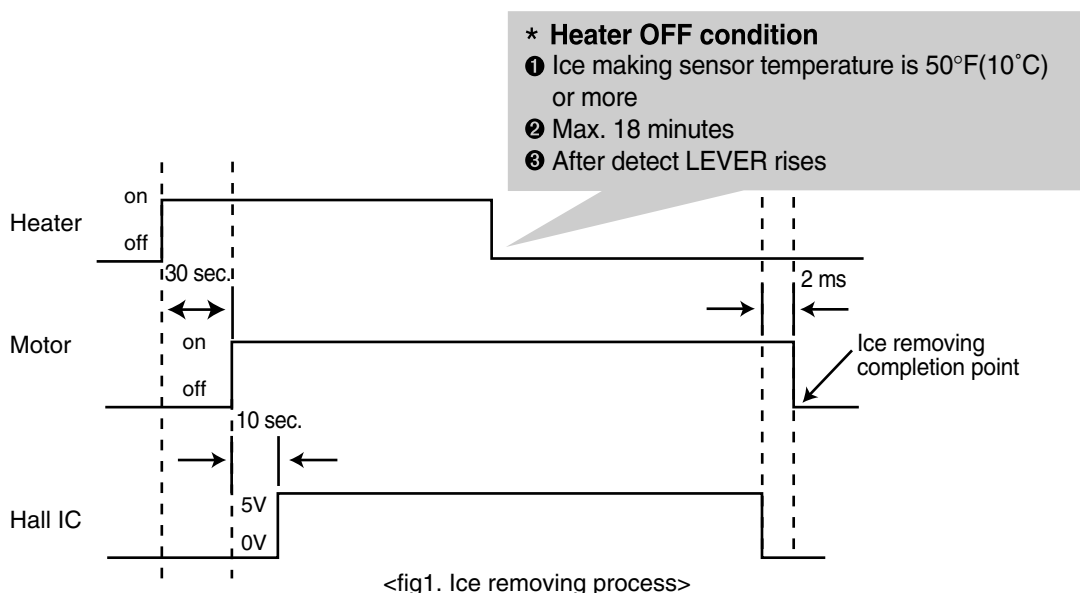 * Heater OFF condition
❶ Ice making sensor temperature is 50°F(10˚C)
or more
❷ Max. 18 minutes
❸ After detect LEVER rises
on
Heater
off
30 sec.
2 ms
Motor
on
off
Ice removing
completion point
10 sec.
5V
Hall IC
0V
<fig1. Ice removing process>